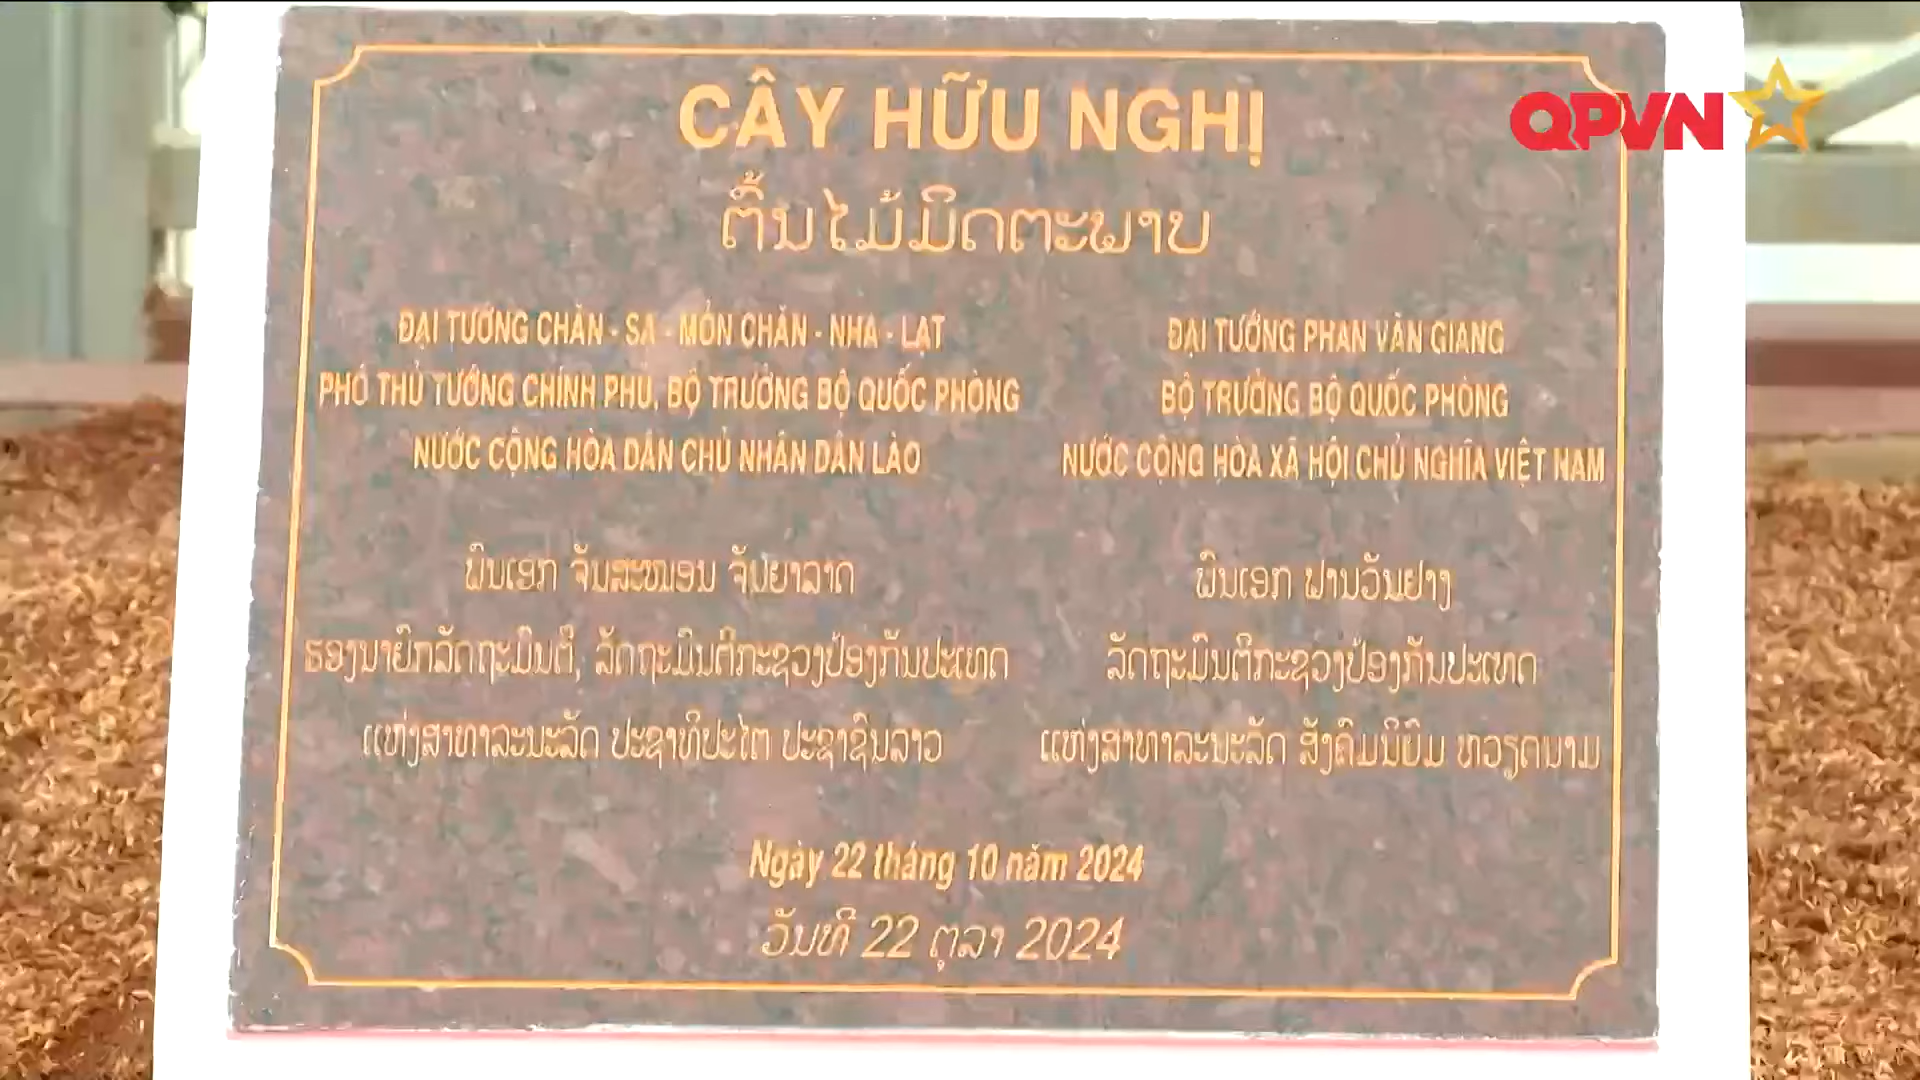 CÂY HỮU NGHỊ
QPVN
ຕົ້ນໄມ້ມິດຕະພາບ
ĐẠI TƯỚNG CHĂN - SA - MÓN CHĂN - NHA - LẠT
PHÓ THỦ TƯỚNG CHÍNH PHỦ, BỘ TRƯỞNG BỘ QUỐC PHÒNG
NƯỚC CỘNG HÒA DÂN CHỦ NHÂN DÂN LÀO
ĐẠI TƯỚNG PHAN VĂN GIANG
BỘ TRƯỞNG BỘ QUỐC PHÒNG
NƯỚC CỘNG HÒA XÃ HỘI CHỦ NGHĨA VIỆT NAM
ພົນເອກ ຈັນສະໝອນ ຈັນຍາລາດ
ຮອງນາຍົກລັດຖະມົນຕີ, ລັດຖະມົນຕີກະຊວງປ້ອງກັນປະເທດ
ແຫ່ງສາທາລະນະລັດ ປະຊາທິປະໄຕ ປະຊາຊົນລາວ
ພົນເອກ ຟານວັນຢາງ
ລັດຖະມົນຕີກະຊວງປ້ອງກັນປະເທດ
ແຫ່ງສາທາລະນະລັດ ສັງຄົມນິຍົມ ຫວຽດນາມ
Ngày 22 tháng 10 năm 2024
ວັນທີ 22 ຕຸລາ 2024